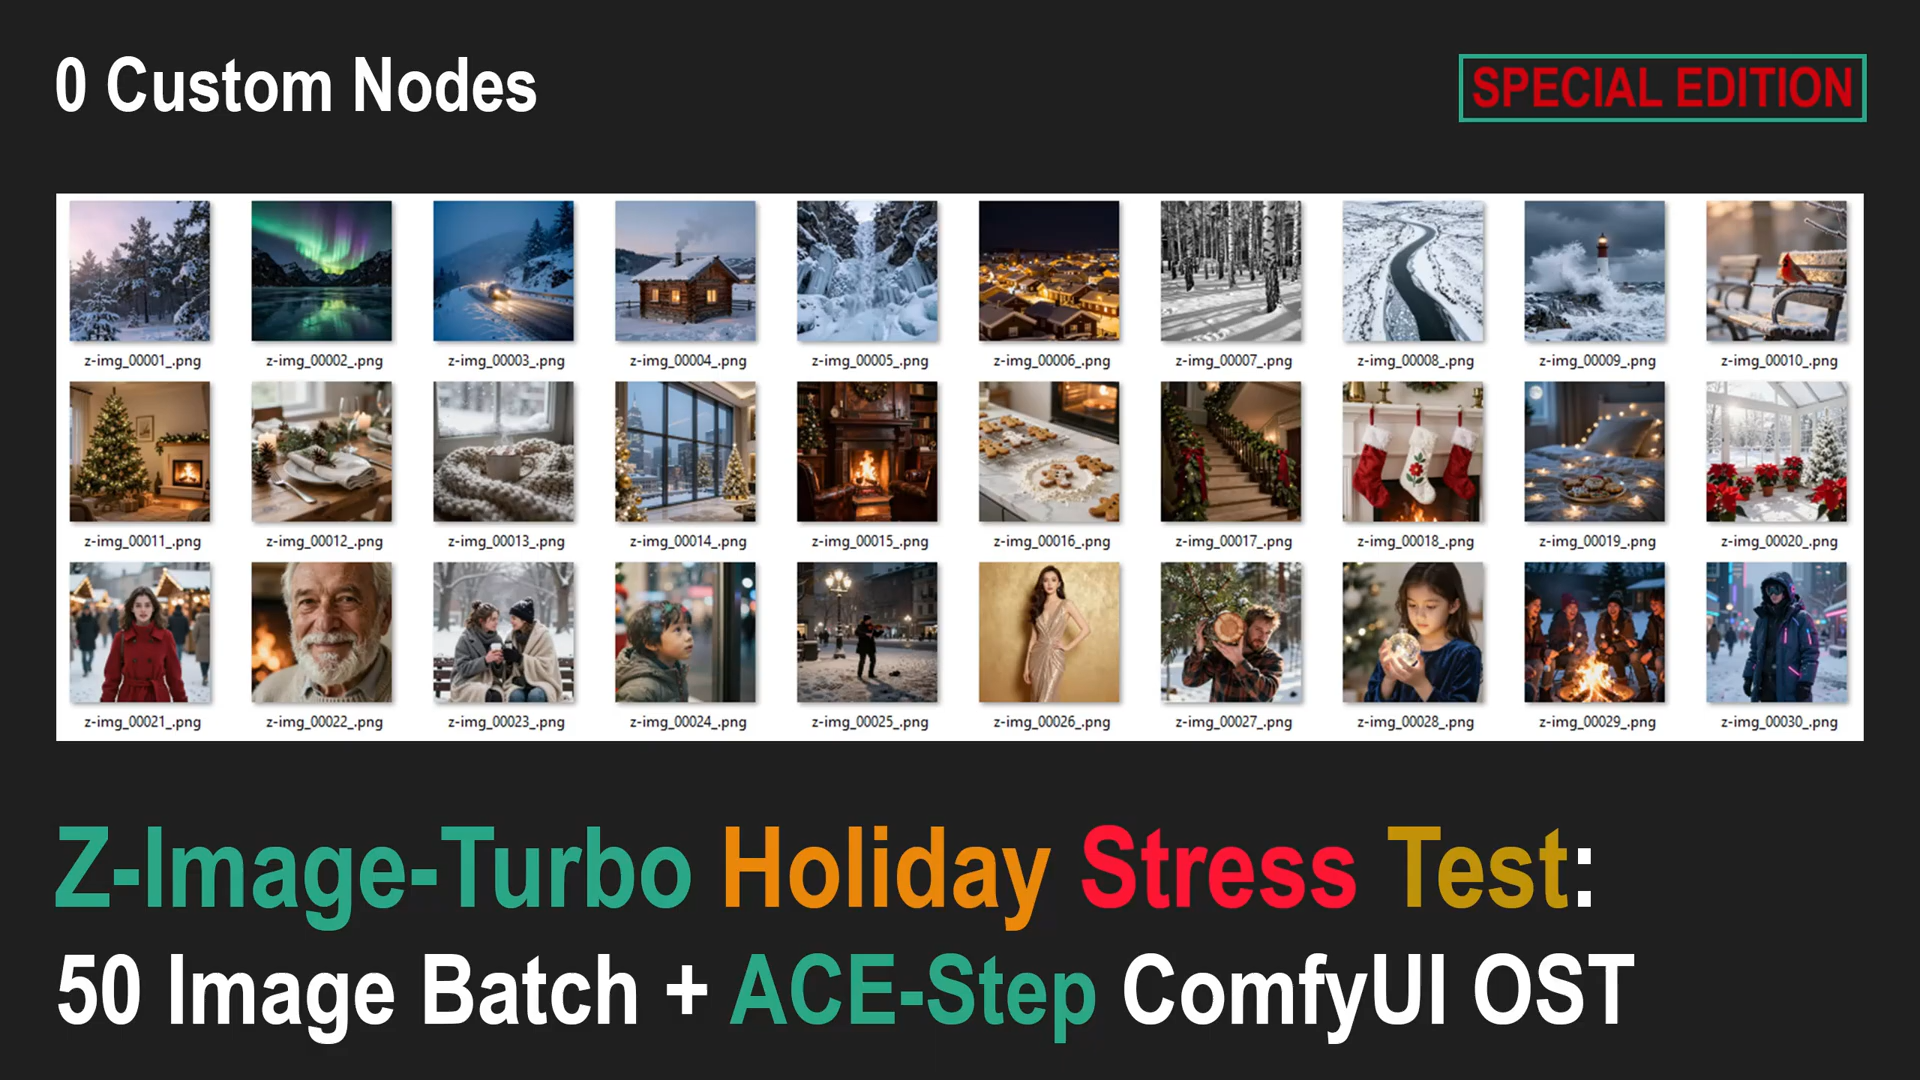 0 Custom Nodes
SPECIAL EDITION
z-img_00001_.png z-img_00002_.png z-img_00003_.png z-img_00004_.png z-img_00005_.png z-img_00006_.png z-img_00007_.png z-img_00008_.png z-img_00009_.png z-img_00010_.png
z-img_00011_.png z-img_00012_.png z-img_00013_.png z-img_00014_.png z-img_00015_.png z-img_00016_.png z-img_00017_.png z-img_00018_.png z-img_00019_.png z-img_00020_.png
z-img_00021_.png z-img_00022_.png z-img_00023_.png z-img_00024_.png z-img_00025_.png z-img_00026_.png z-img_00027_.png z-img_00028_.png z-img_00029_.png z-img_00030_.png
Z-Image-Turbo Holiday Stress Test:
50 Image Batch + ACE-Step ComfyUI OST